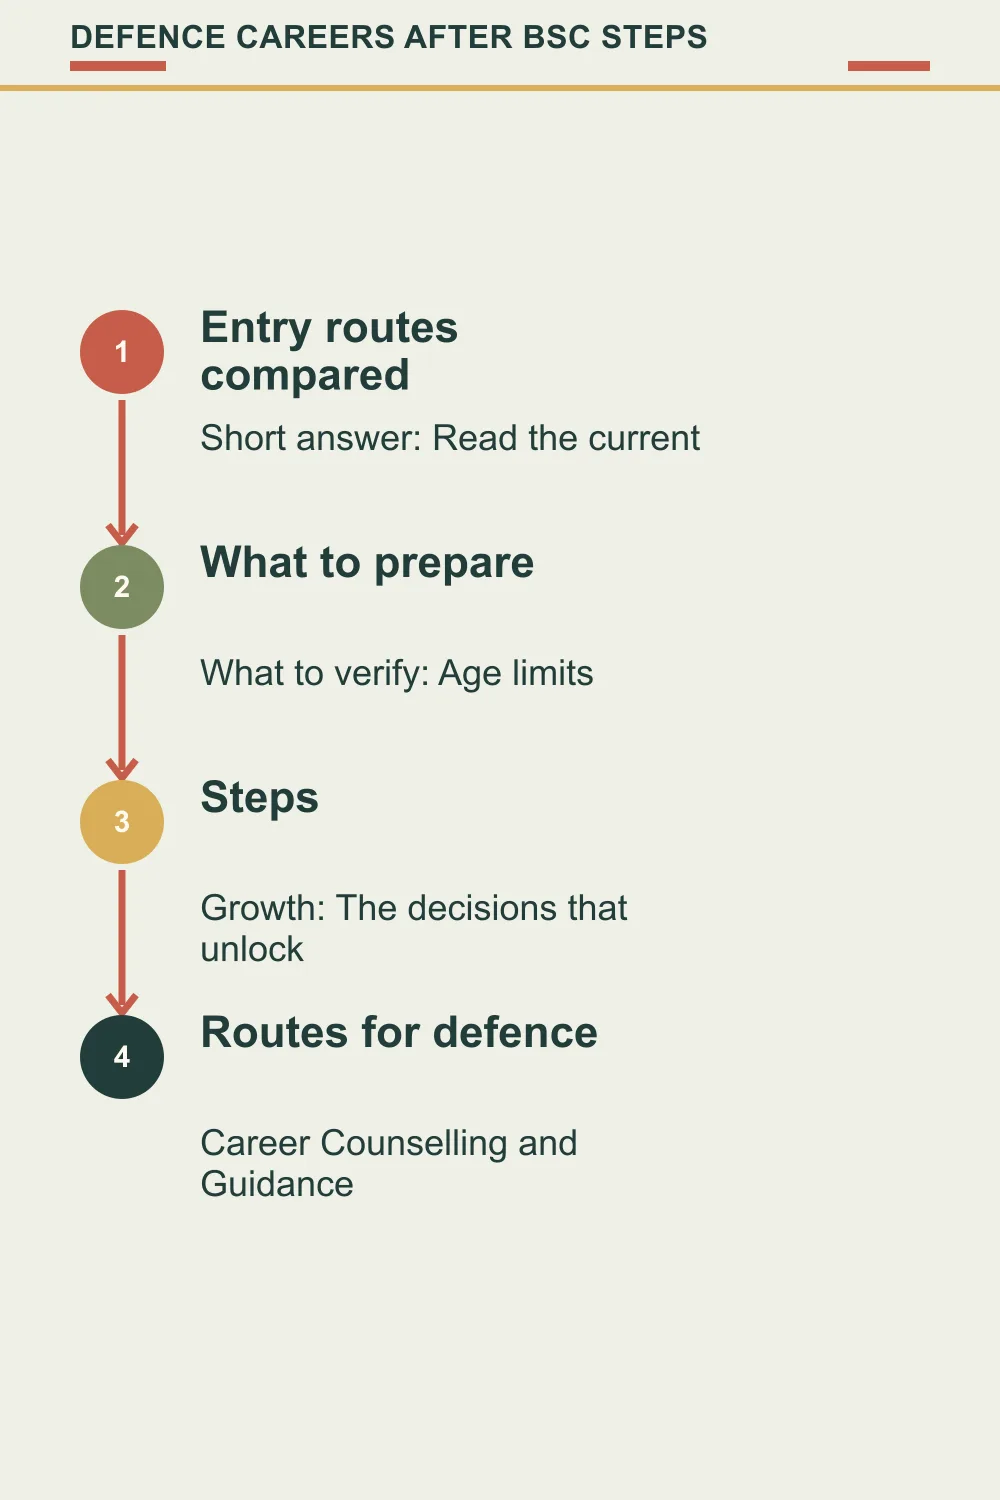 DEFENCE CAREERS AFTER BSC STEPS
1
Entry routes
compared
Short answer: Read the current
2
What to prepare
What to verify: Age limits
3
Steps
Growth: The decisions that
unlock
4
Routes for defence
Career Counselling and
Guidance